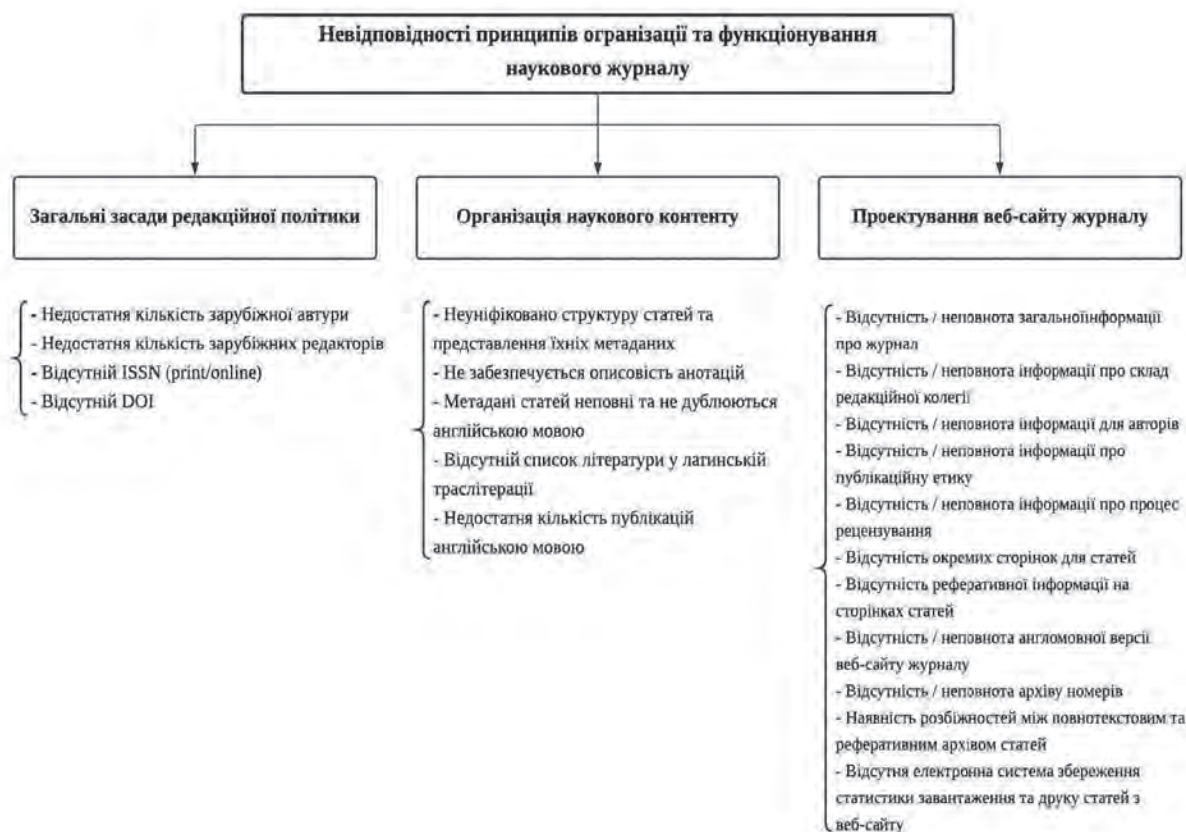 Невідповідності принципів огранізації та функціонування
наукового журналу
Загальні засади редакційної політики
Організація наукового контенту
Проектування веб-сайту журналу
- Недостатня кількість зарубіжної автури
- Недостатня кількість зарубіжних редакторів
- Відсутній ISSN (print/online)
- Відсутній DOI
- Неуніфіковано структуру статей та
представлення їхніх метаданих
- Не забезпечується описовість анотацій
- Метадані статей неповні та не дублюються
англійською мовою
- Відсутній список літератури у латинській
траслітерації
- Недостатня кількість публікацій
англійською мовою
- Відсутність / неповнота загальноїінформації
про журнал
- Відсутність / неповнота інформації про склад
редакційної колегії
- Відсутність / неповнота інформації для авторів
- Відсутність / неповнота інформації про
публікаційну етику
- Відсутність / неповнота інформації про процес
рецензування
- Відсутність окремих сторінок для статей
- Відсутність реферативної інформації на
сторінках статей
- Відсутність / неповнота англомовної версії
веб-сайту журналу
- Відсутність / неповнота архіву номерів
- Наявність розбіжностей між повнотекстовим та
реферативним архівом статей
- Відсутня електронна система збереження
статистики завантаження та друку статей з
веб-сайту